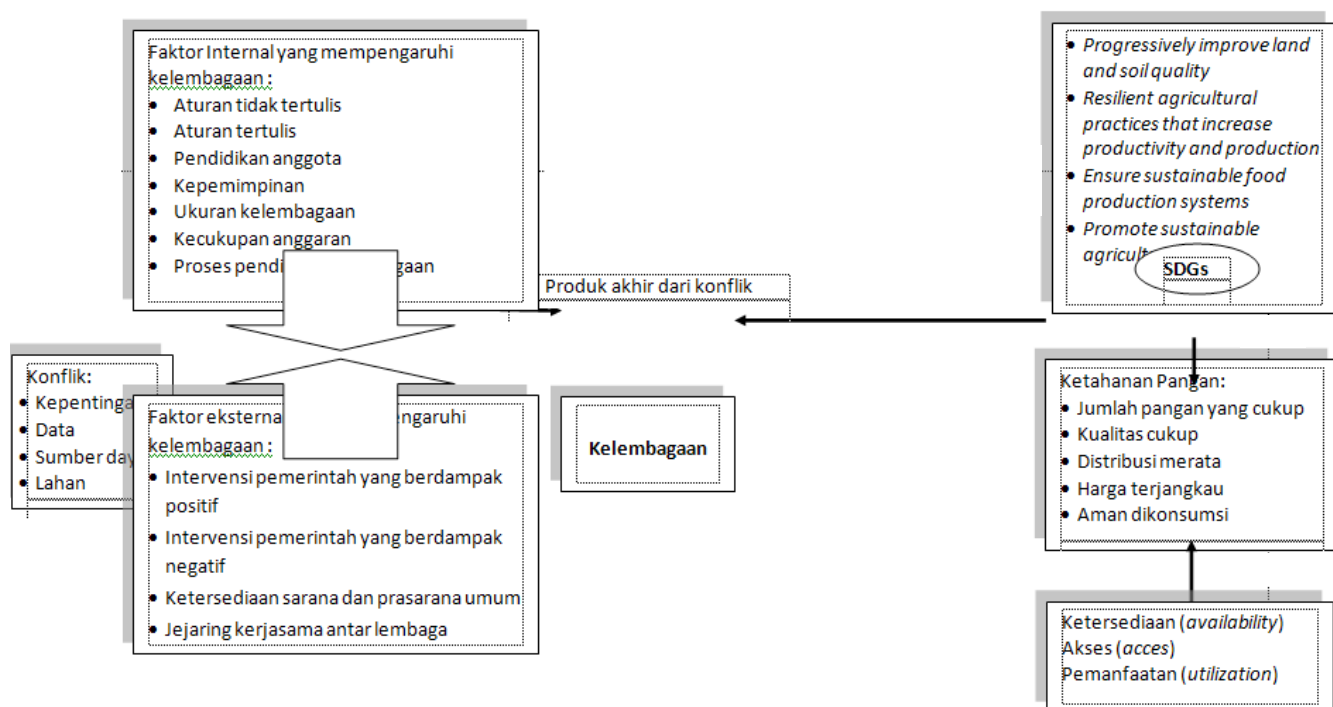 Faktor Internal yang mempengaruhi
kelembagaan :
• Aturan tidak tertulis
• Aturan tertulis
• Pendidikan anggota
• Kepemimpinan
• Ukuran kelembagaan
• Kecukupan anggaran
• Proses
Produk akhir dari konflik
• Progressively improve land
and soil quality
• Resilient agricultural
practices that increase
productivity and production
• Ensure sustainable food
production systems
• Promote sustainable
SDGs
Konflik:
• Kepentinga
• Data
• Sumber day
• Lahan
Faktor eksterna engaruhi
kelembagaan :
• Intervensi pemerintah yang berdampak
positif
• Intervensi pemerintah yang berdampak
negatif
• Ketersediaan sarana dan prasarana umum
• Jejaring kerjasama antar lembaga
Kelembagaan
Ketahanan Pangan:
• Jumlah pangan yang cukup
• Kualitas cukup
• Distribusi merata
• Harga terjangkau
• Aman dikonsumsi
Ketersediaan (availability)
Akses (acces)
Pemanfaatan (utilization)